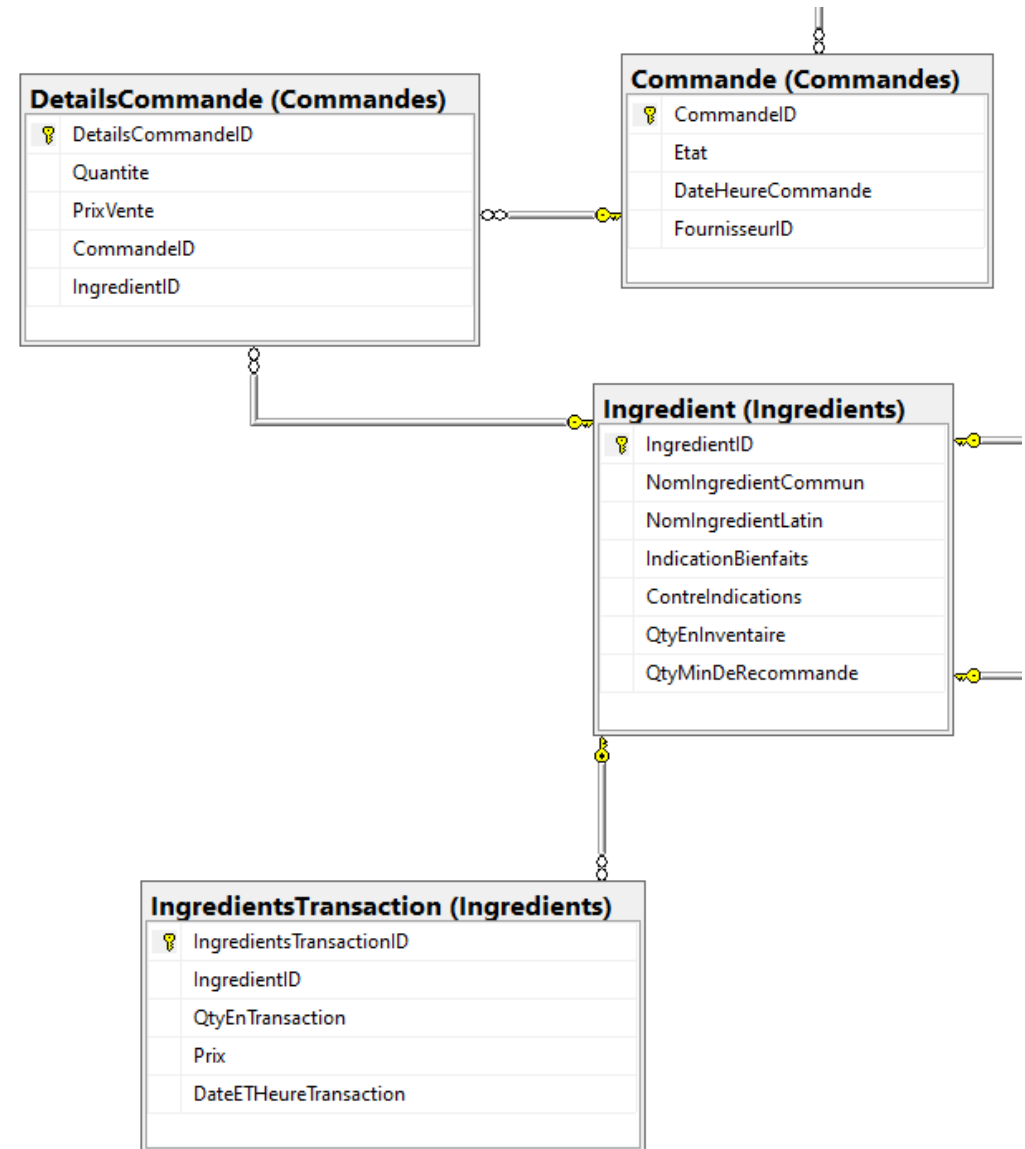 DetailsCommande (Commandes)
DetailsCommandeID
Quantite
PrixVente
CommandeID
IngredientID
Commande (Commandes)
CommandeID
Etat
DateHeureCommande
FournisseurID
Ingredient (Ingredients)
IngredientID
NomIngredientCommun
NomIngredientLatin
IndicationBienfaits
ContreIndications
QtyEnInventaire
QtyMinDeRecommande
IngredientsTransaction (Ingredients)
IngredientsTransactionID
IngredientID
QtyEnTransaction
Prix
DateETHeureTransaction